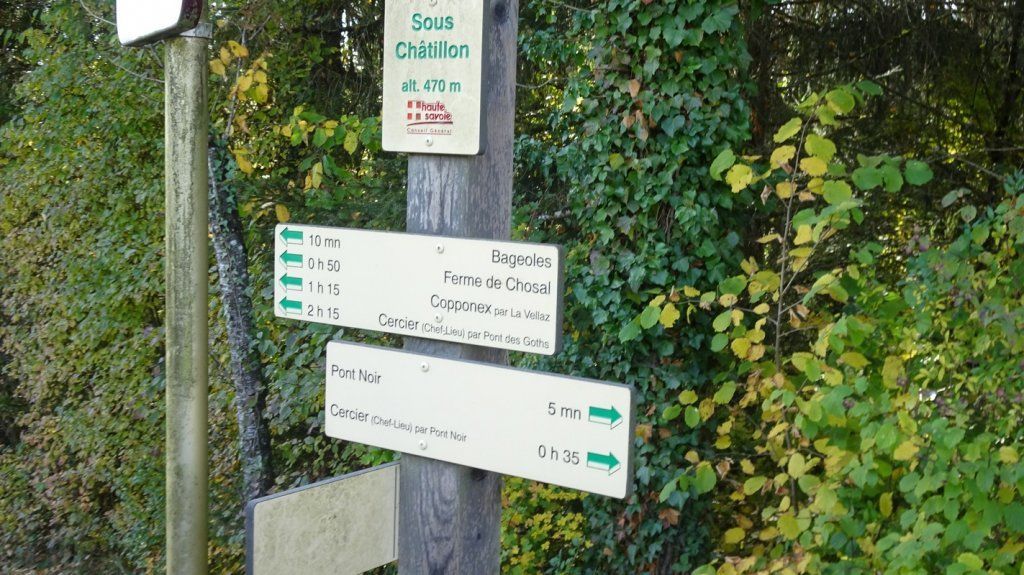 Sous
Châtillon
alt. 470 m
haute
savoie
Conseil Général
10 mn Bageoles
0 h 50 Ferme de Chosal
1 h 15 Copponex par La Vellaz
2 h 15 Cercier (Chef-Lieu) par Pont des Goths
Pont Noir 5 mn
Cercier (Chef-Lieu) par Pont Noir 0 h 35